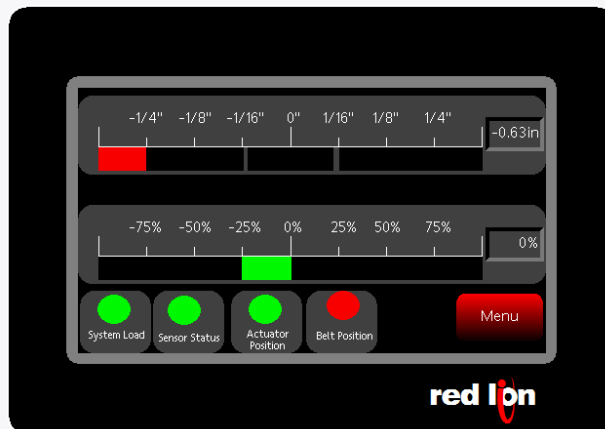 -1/4" -1/8" -1/16" 0" 1/16" 1/8" 1/4"
-0.63in
-75% -50% -25% 0% 25% 50% 75%
0%
System Load
Sensor Status
Actuator
Position
Belt Position
Menu
red lion